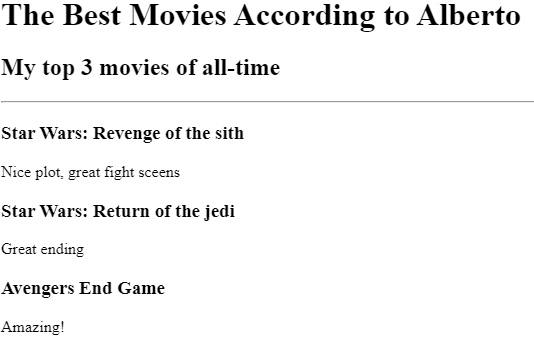 The Best Movies According to Alberto
My top 3 movies of all-time
Star Wars: Revenge of the sith
Nice plot, great fight sceens
Star Wars: Return of the jedi
Great ending
Avengers End Game
Amazing!